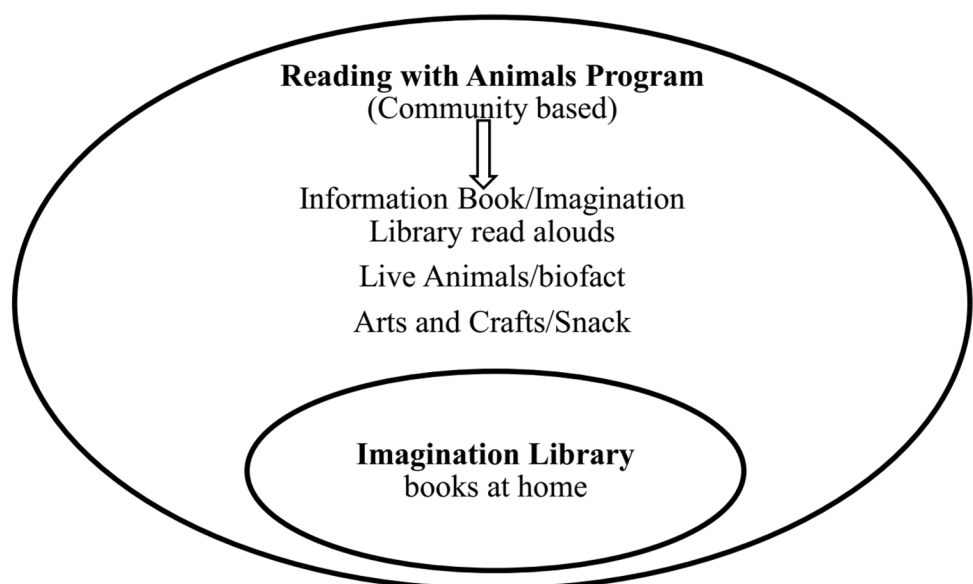 Reading with Animals Program
(Community based)
Information Book/Imagination
Library read alouds
Live Animals/biofact
Arts and Crafts/Snack
Imagination Library
books at home